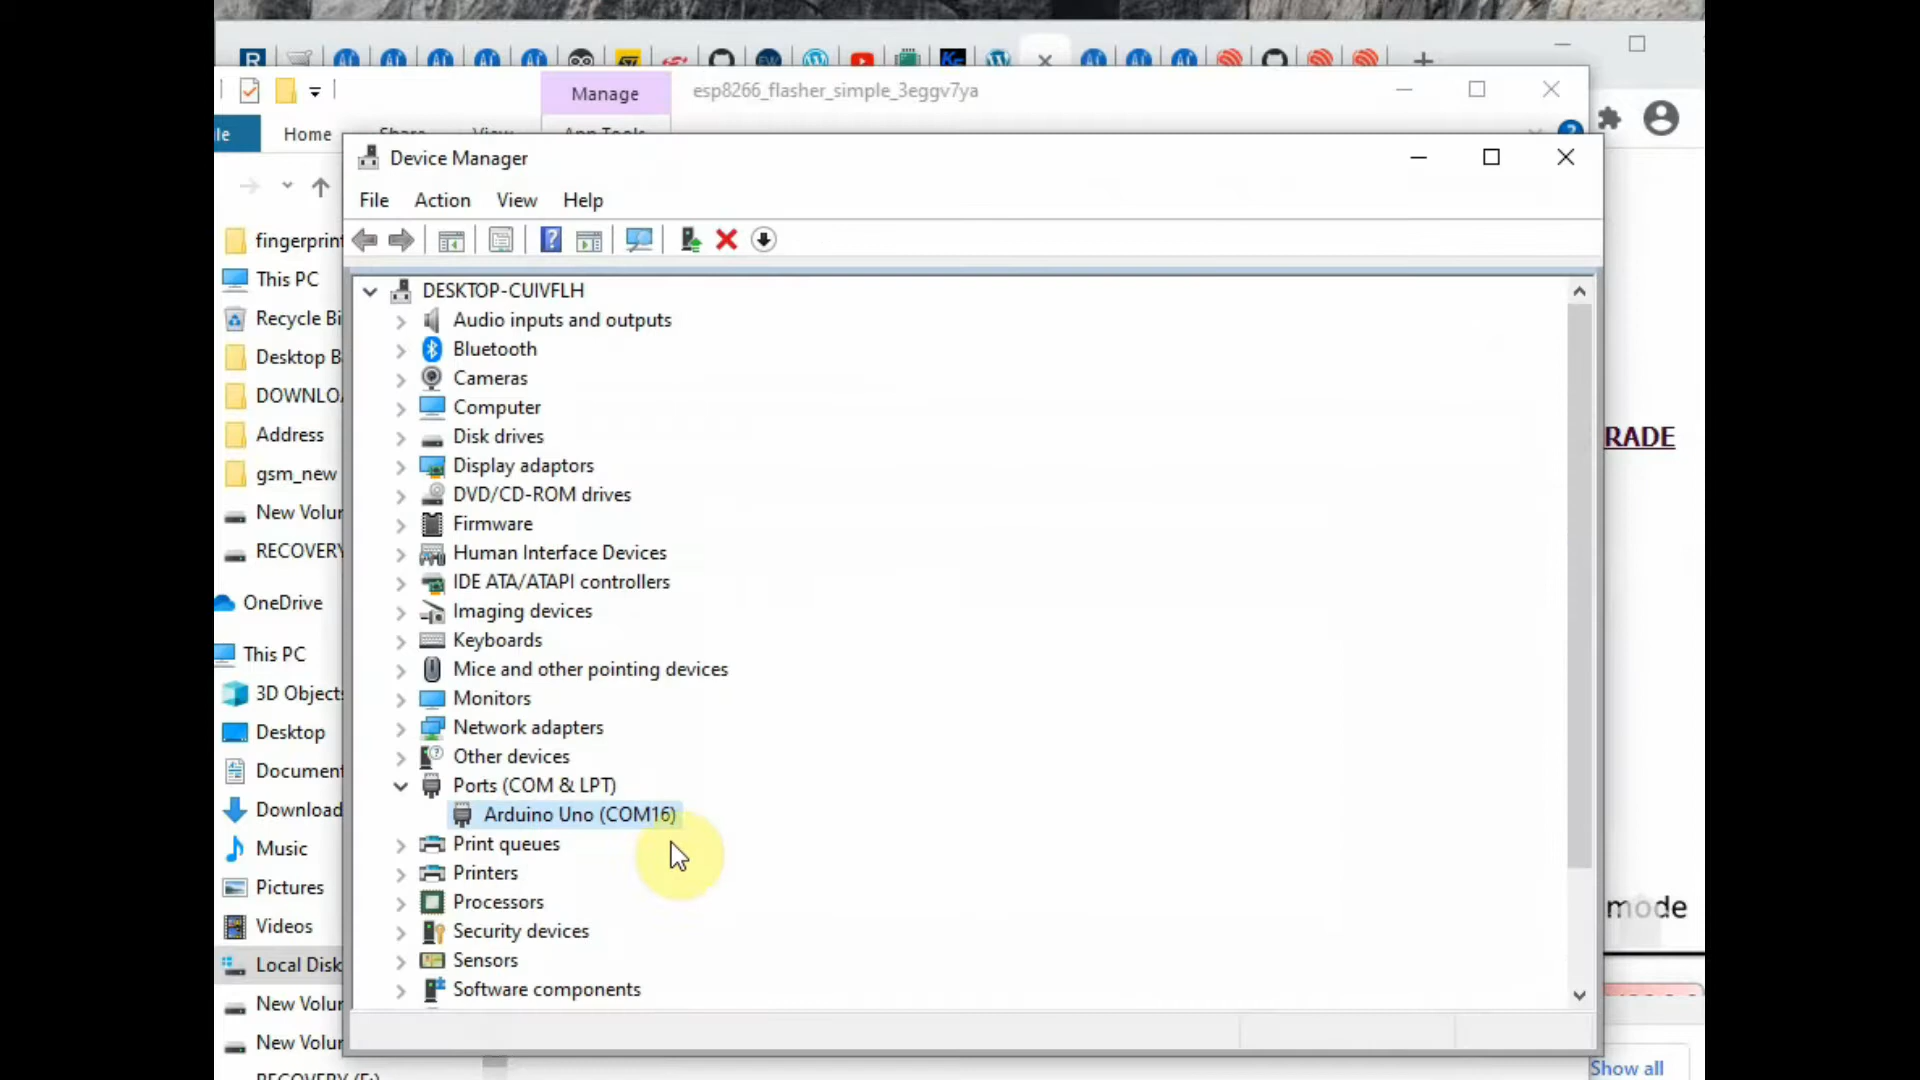 Manage
esp8266_flasher_simple_3eggv7ya
Home
Share
View
App Tools
Device Manager
File Action View Help
DESKTOP-CUIVFLH
Audio inputs and outputs
Bluetooth
Cameras
Computer
Disk drives
Display adaptors
DVD/CD-ROM drives
Firmware
Human Interface Devices
IDE ATA/ATAPI controllers
Imaging devices
Keyboards
Mice and other pointing devices
Monitors
Network adapters
Other devices
Ports (COM & LPT)
Arduino Uno (COM16)
Print queues
Printers
Processors
Security devices
Sensors
Software components
fingerprin
This PC
Recycle Bi
Desktop B
DOWNLOA
Address
gsm_new
New Volur
RECOVERY
OneDrive
This PC
3D Objects
Desktop
Document
Download
Music
Pictures
Videos
Local Disk
New Volur
New Volur
RECOVERY (E:)
RADE
mode
Show all